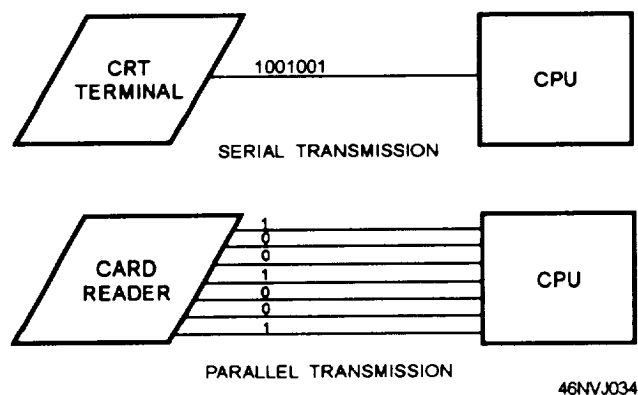 CRT
TERMINAL
1001001
CPU
SERIAL TRANSMISSION
CARD
READER
1
0
0
1
0
0
1
CPU
PARALLEL TRANSMISSION
46NVJ034